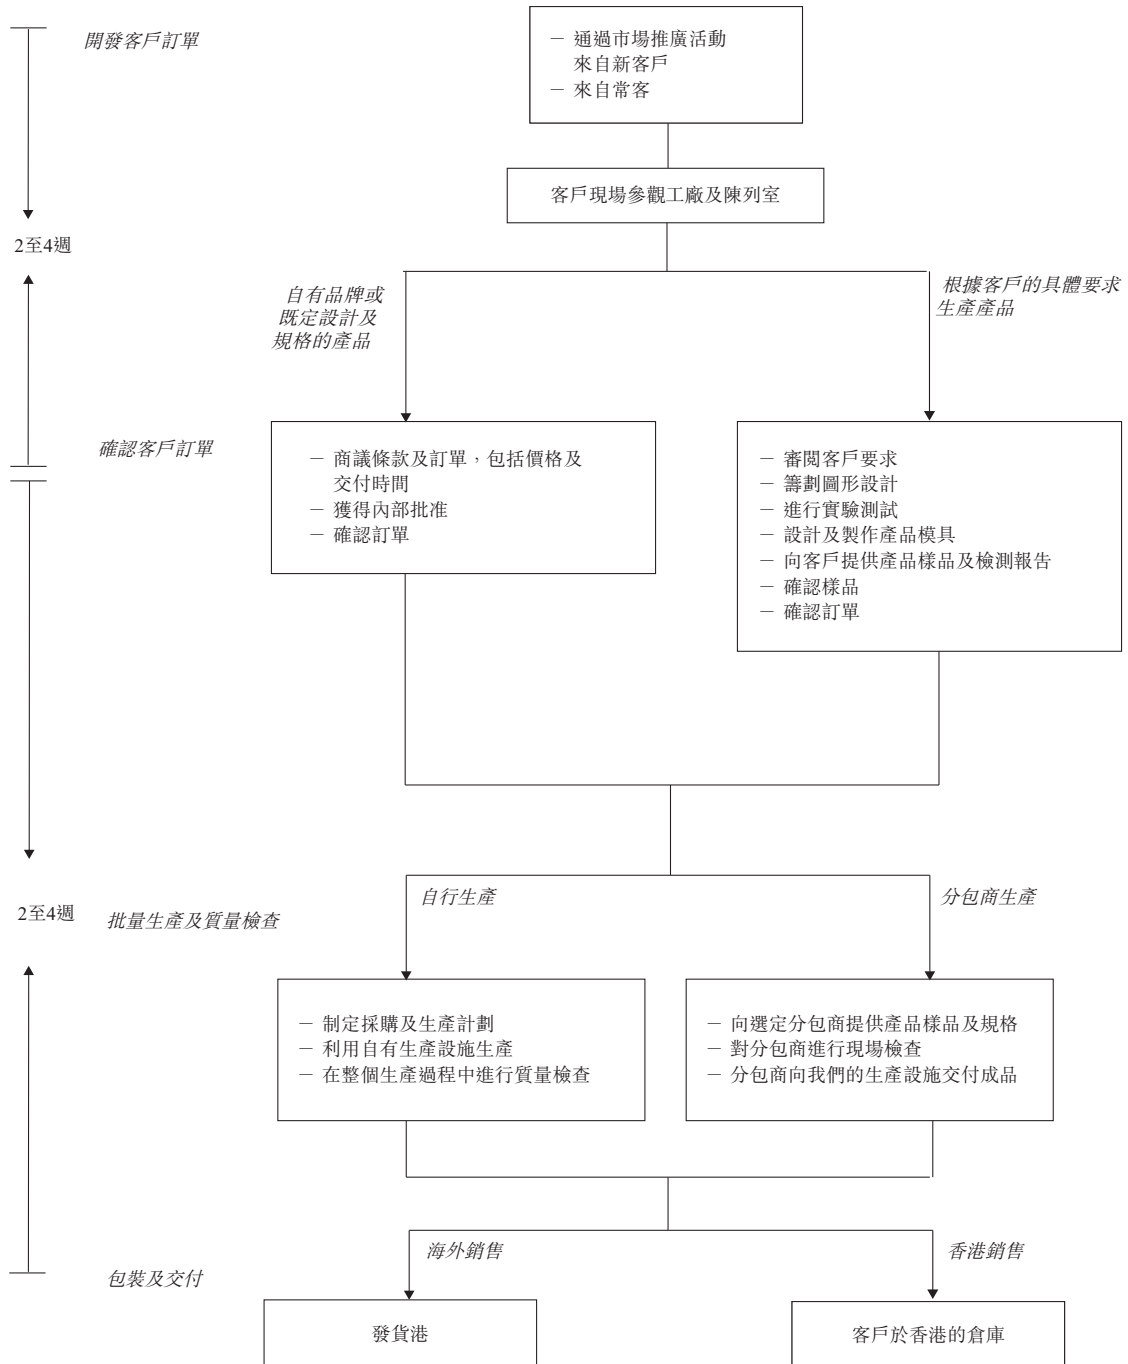 開發客戶訂單
— 通過市場推廣活動
來自新客戶
— 來自常客
客戶現場參觀工廠及陳列室
2至4週
自有品牌或
既定設計及
規格的產品
根據客戶的具體要求
生產產品
確認客戶訂單
— 商議條款及訂單，包括價格及
交付時間
— 獲得內部批准
— 確認訂單
— 審閱客戶要求
— 籌劃圖形設計
— 進行實驗測試
— 設計及製作產品模具
— 向客戶提供產品樣品及檢測報告
— 確認樣品
— 確認訂單
自行生產
分包商生產
2至4週
批量生產及質量檢查
— 制定採購及生產計劃
— 利用自有生產設施生產
— 在整個生產過程中進行質量檢查
— 向選定分包商提供產品樣品及規格
— 對分包商進行現場檢查
— 分包商向我們的生產設施交付成品
海外銷售
香港銷售
包裝及交付
發貨港
客戶於香港的倉庫